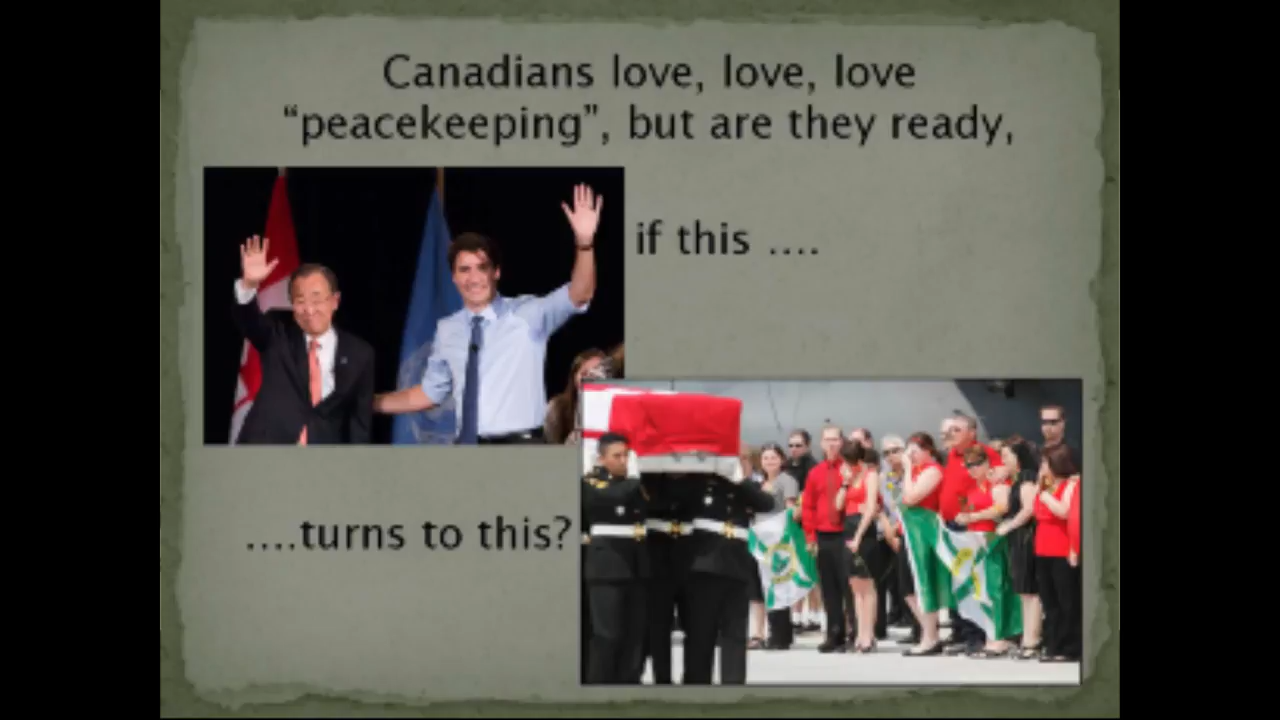 Canadians love, love, love
“peacekeeping”, but are they ready,
if this ....
....turns to this?